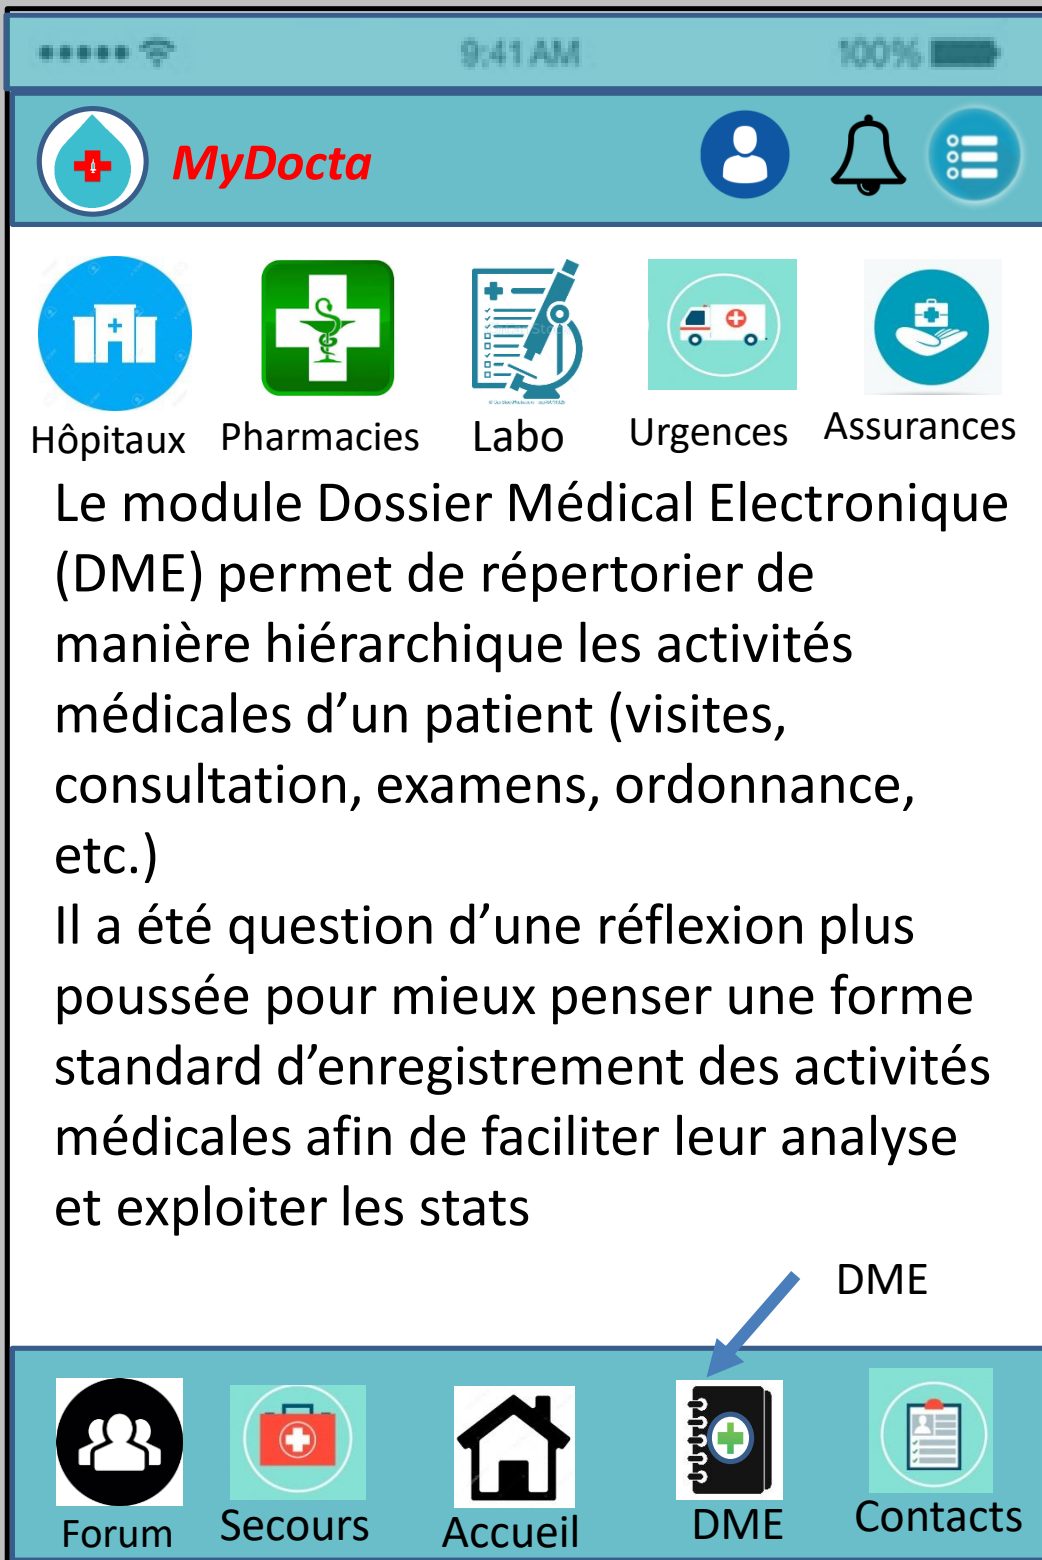 9:41 AM 100%
MyDocta
Hôpitaux Pharmacies Labo Urgences Assurances
Le module Dossier Médical Electronique
(DME) permet de répertorier de
manière hiérarchique les activités
médicales d’un patient (visites,
consultation, examens, ordonnance,
etc.)
Il a été question d’une réflexion plus
poussée pour mieux penser une forme
standard d’enregistrement des activités
médicales afin de faciliter leur analyse
et exploiter les stats
DME
Forum Secours Accueil DME Contacts